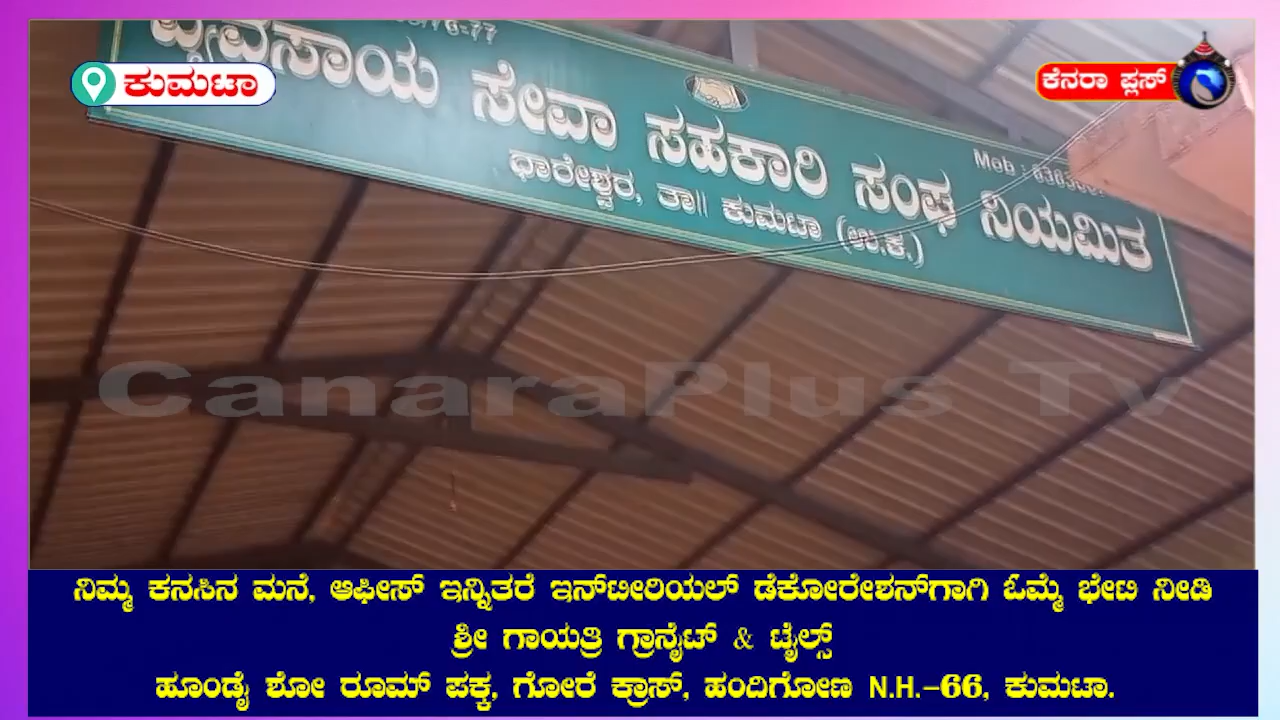 ಕುಮಟಾ
ಕೆನರಾ ಪ್ಲಸ್
ವ್ಯವಸಾಯ ಸೇವಾ ಸಹಕಾರಿ ಸಂಘ ನಿಯಮಿತ
Mob :
ಧಾರೇಶ್ವರ, ತಾ|| ಕುಮಟಾ (ಉ.ಕ.)
CanaraPlus Tv
ನಿಮ್ಮ ಕನಸಿನ ಮನೆ, ಆಫೀಸ್ ಇನ್ನಿತರೆ ಇನ್‌ಟೀರಿಯಲ್ ಡೆಕೋರೇಶನ್‌ಗಾಗಿ ಓಮ್ಮೆ ಭೇಟಿ ನೀಡಿ
ಶ್ರೀ ಗಾಯತ್ರಿ ಗ್ರಾನೈಟ್ & ಟೈಲ್ಸ್
ಹೂಂಡೈ ಶೋ ರೂಮ್ ಪಕ್ಕ, ಗೋರೆ ಕ್ರಾಸ್, ಹಂದಿಗೋಣ N.H.-66, ಕುಮಟಾ.